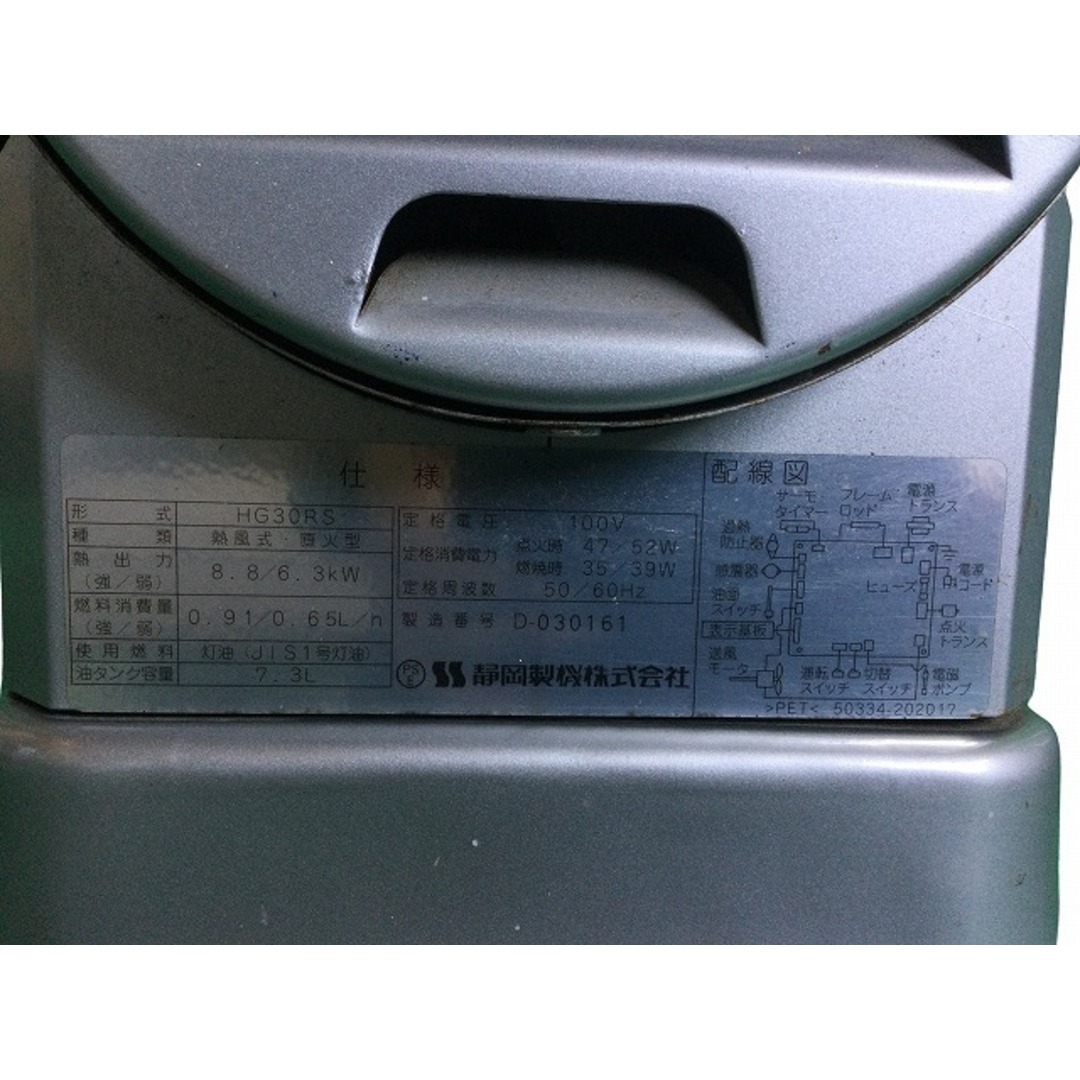 仕様
形式 HG30RS
種類 熱風式・直火型
熱出力
(強/弱) 8.8/6.3kW
燃料消費量
(強/弱) 0.91/0.65L/h
使用燃料 灯油(JIS1号灯油)
油タンク容量 7.3L
定格電圧 100V
定格消費電力 点火時 47/52W
燃焼時 35/39W
定格周波数 50/60Hz
製造番号 D-030161
PS
E 静岡製機株式会社
配線図
サーモ
タイマー
フレーム
ロッド
電源
トランス
過熱
防止器
感震器
油面
スイッチ
表示基板
送風
モータ
ヒューズ
電源
コード
点火
トランス
運転
スイッチ
切替
スイッチ
電磁
ポンプ
>PET< 50334-202017